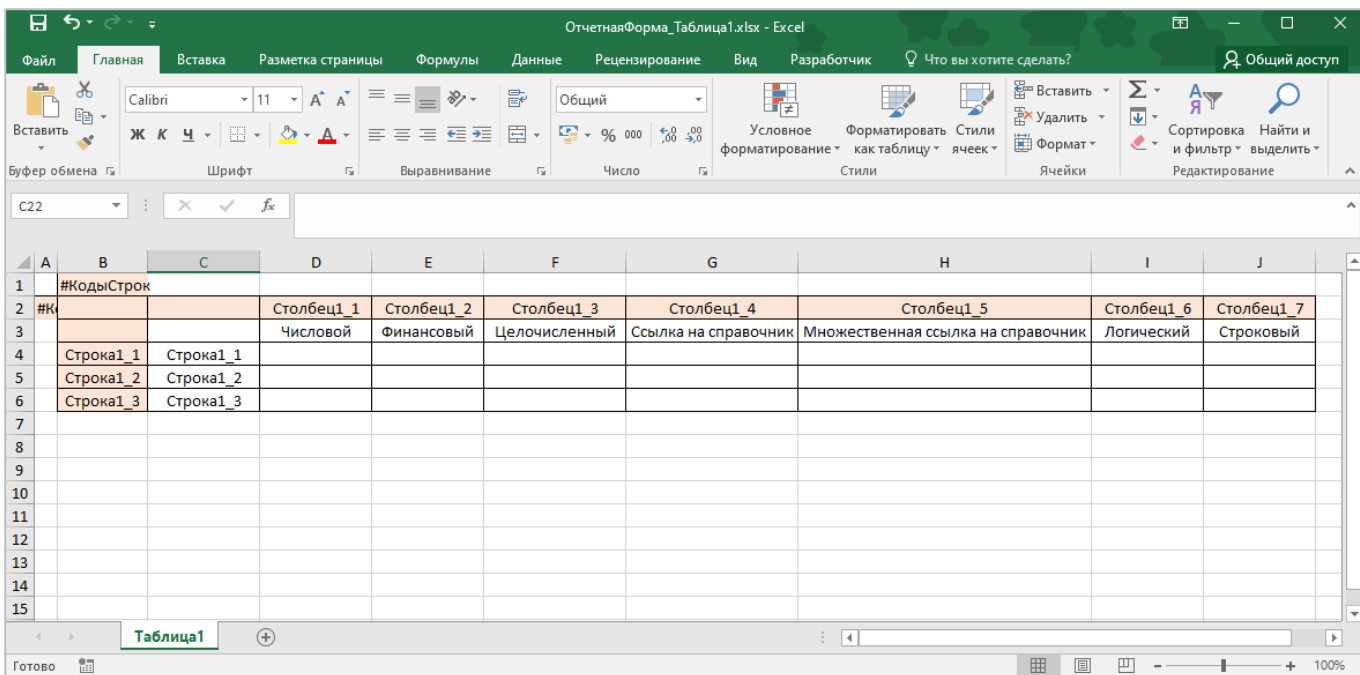 ОтчетнаяФорма_Таблица1.xlsx - Excel
Файл Главная Вставка Разметка страницы Формулы Данные Рецензирование Вид Разработчик Что вы хотите сделать? Общий доступ
Вставить
Calibri 11
Ж К Ч
Общий
% 000
Условное форматирование
Форматировать как таблицу
Стили ячеек
Вставить
Удалить
Формат
Сортировка и фильтр
Найти и выделить
Буфер обмена Шрифт Выравнивание Число Стили Ячейки Редактирование
C22 fx
A B C D E F G H I J
1 #КодыСтрок
2 #К Столбец1_1 Столбец1_2 Столбец1_3 Столбец1_4 Столбец1_5 Столбец1_6 Столбец1_7
3 Числовой Финансовый Целочисленный Ссылка на справочник Множественная ссылка на справочник Логический Строковый
4 Строка1_1 Строка1_1
5 Строка1_2 Строка1_2
6 Строка1_3 Строка1_3
7
8
9
10
11
12
13
14
15
Таблица1
Готово 100%